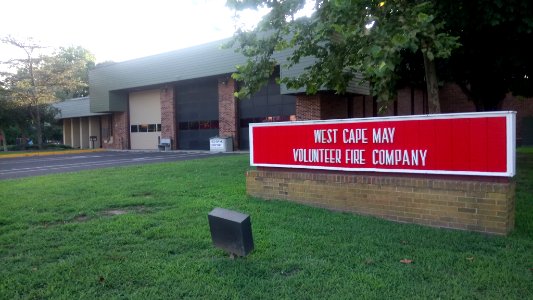 WEST CAPE MAY
VOLUNTEER FIRE COMPANY